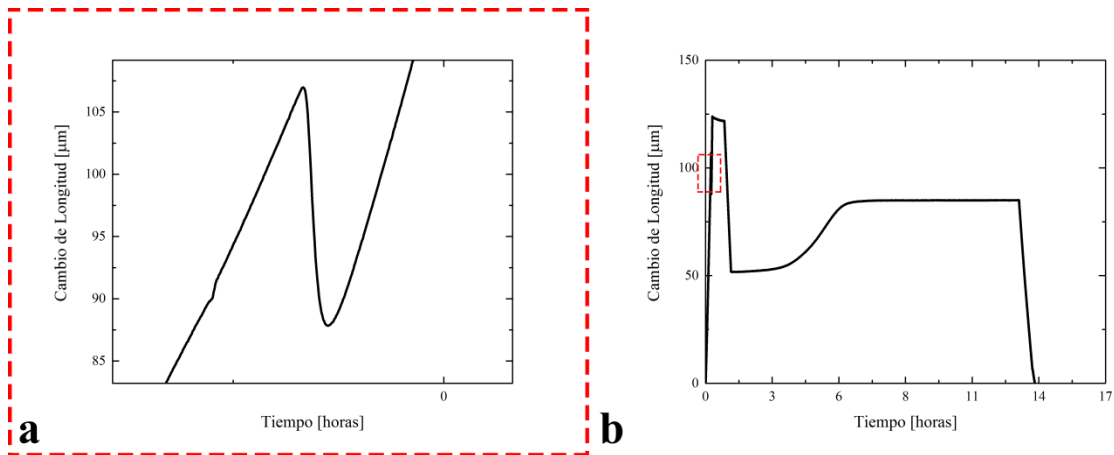 105
100
95
90
85
Cambio de Longitud [µm]
0
Tiempo [horas]
a
150
100
50
0
Cambio de Longitud [µm]
0 3 6 8 11 14 17
Tiempo [horas]
b